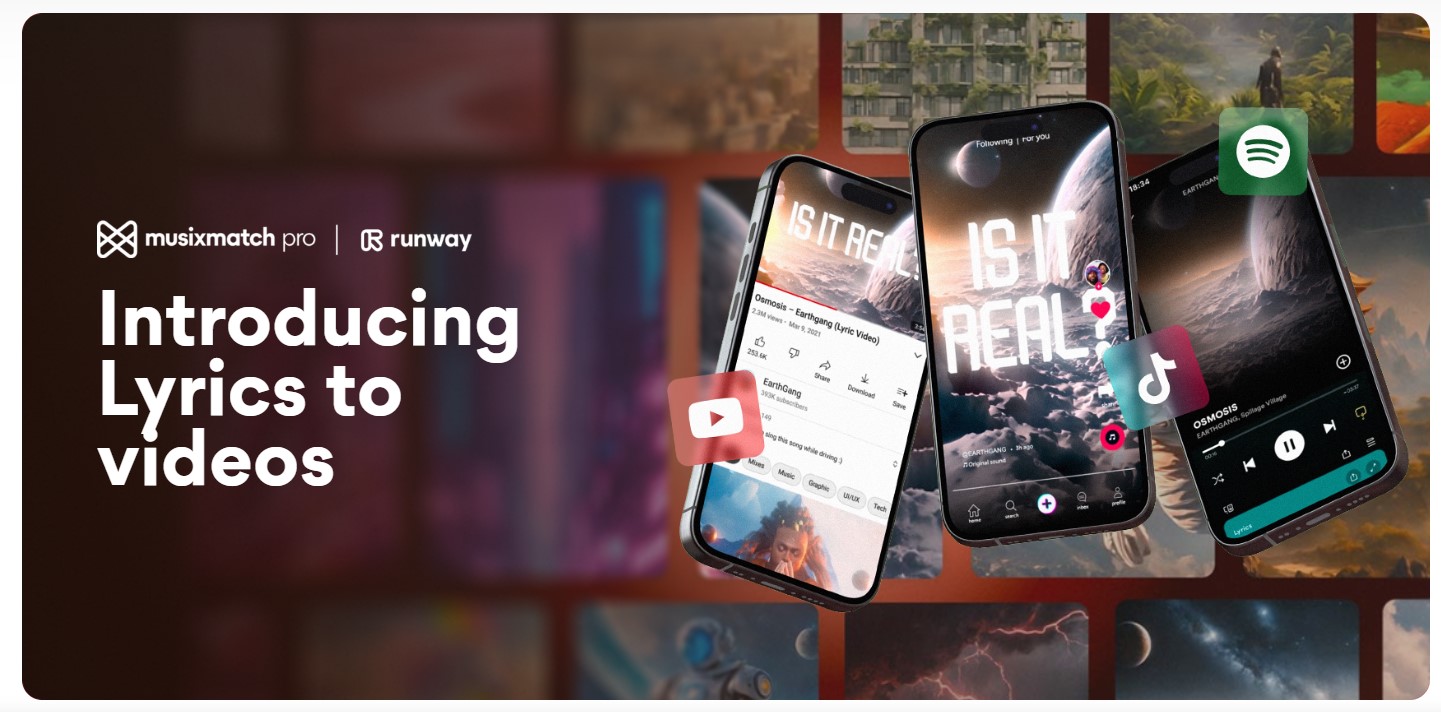 musixmatch pro | runway
Introducing
Lyrics to
videos
IS IT REAL?
Osmosis – Earthgang (Lyric Video)
2.3M views · Mar 9, 2021
253.6K
Share
Download
Save
EarthGang
393K subscribers
149
sing this song while driving :)
Mixes
Music
Graphic
UI/UX
Tech
Following | For you
IS IT
REAL?
@EARTHGANG · 1h ago
Original sound
home
search
inbox
profile
18:34
EARTHGANG
OSMOSIS
EARTHGANG, Spillage Village
Lyrics